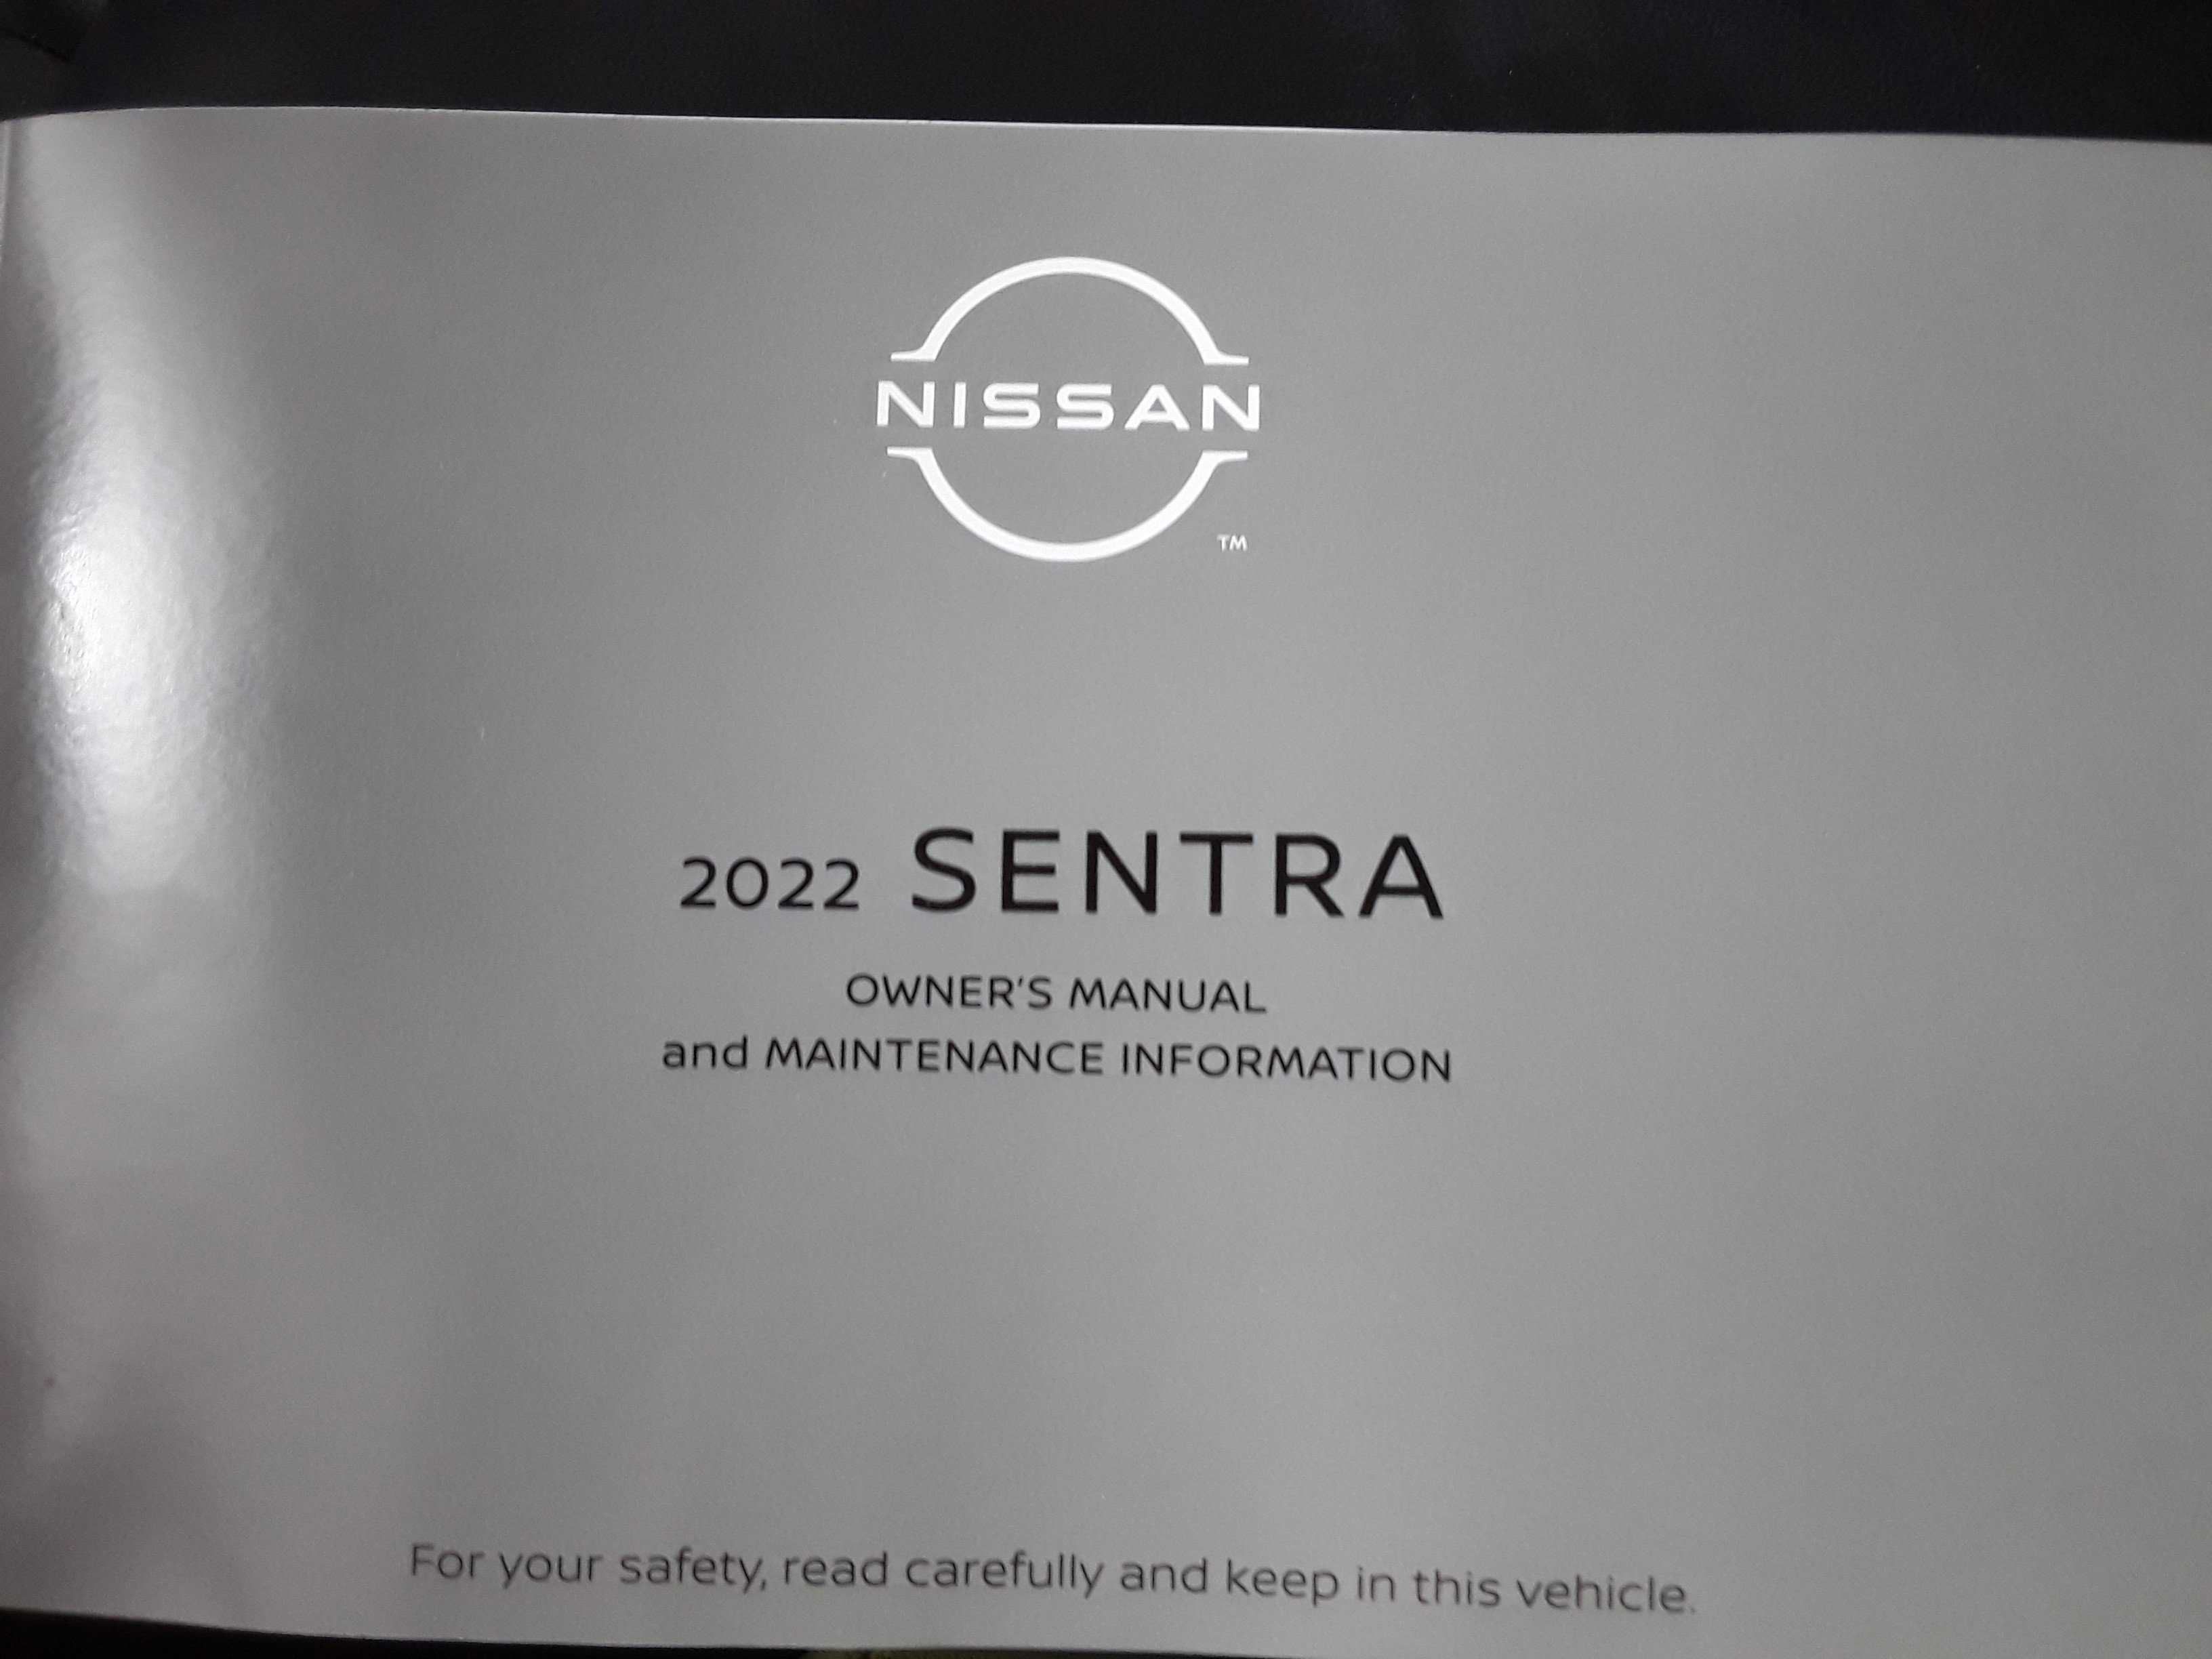 NISSAN
TM
2022 SENTRA
OWNER'S MANUAL
and MAINTENANCE INFORMATION
For your safety, read carefully and keep in this vehicle.